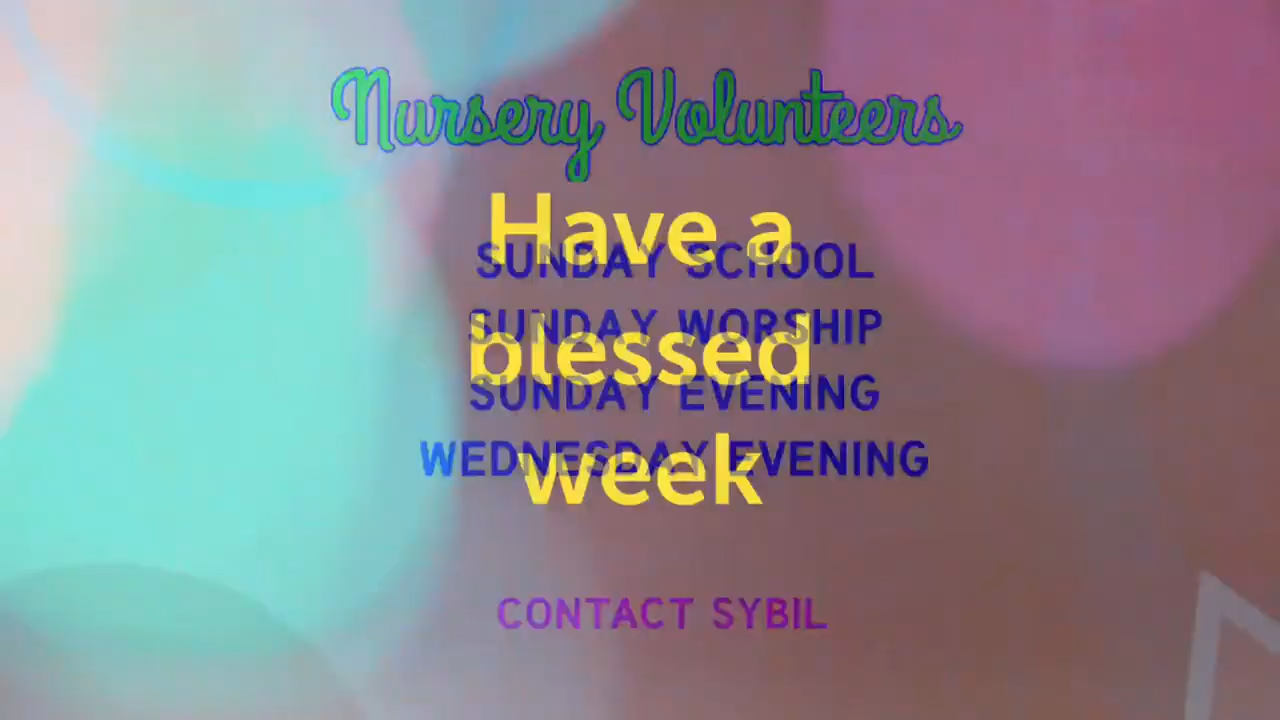 Nursery Volunteers
Have a
SUNDAY SCHOOL
SUNDAY WORSHIP
blessed
SUNDAY EVENING
WEDNESDAY EVENING
week
CONTACT SYBIL